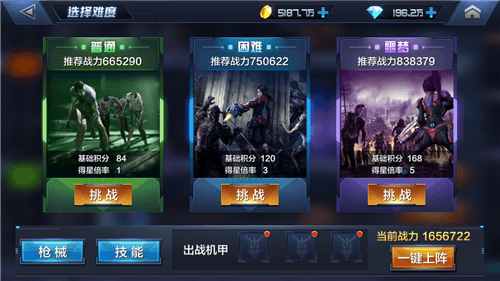 选择难度
5187.7万
196.2万
普通
推荐战力665290
基础积分 84
得星倍率 1
挑战
困难
推荐战力750622
基础积分 120
得星倍率 3
挑战
噩梦
推荐战力838379
基础积分 168
得星倍率 5
挑战
枪械
技能
出战机甲
当前战力 1656722
一键上阵